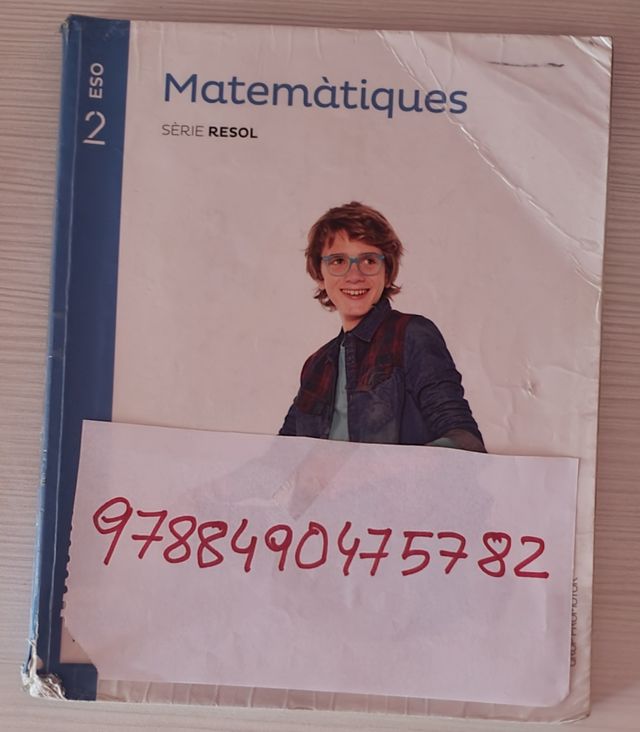 2 ESO
Matemàtiques
SÈRIE RESOL
9788490475782